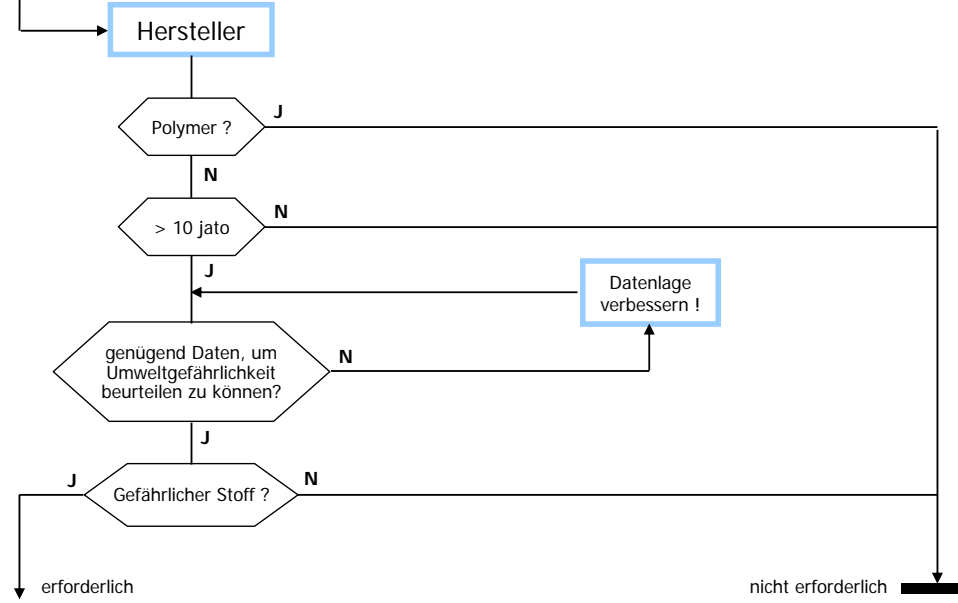 Hersteller
J
Polymer ?
N
N
> 10 jato
J
Datenlage
verbessern !
genügend Daten, um
Umweltgefährlichkeit
beurteilen zu können?
N
J
J
N
Gefährlicher Stoff ?
erforderlich
nicht erforderlich